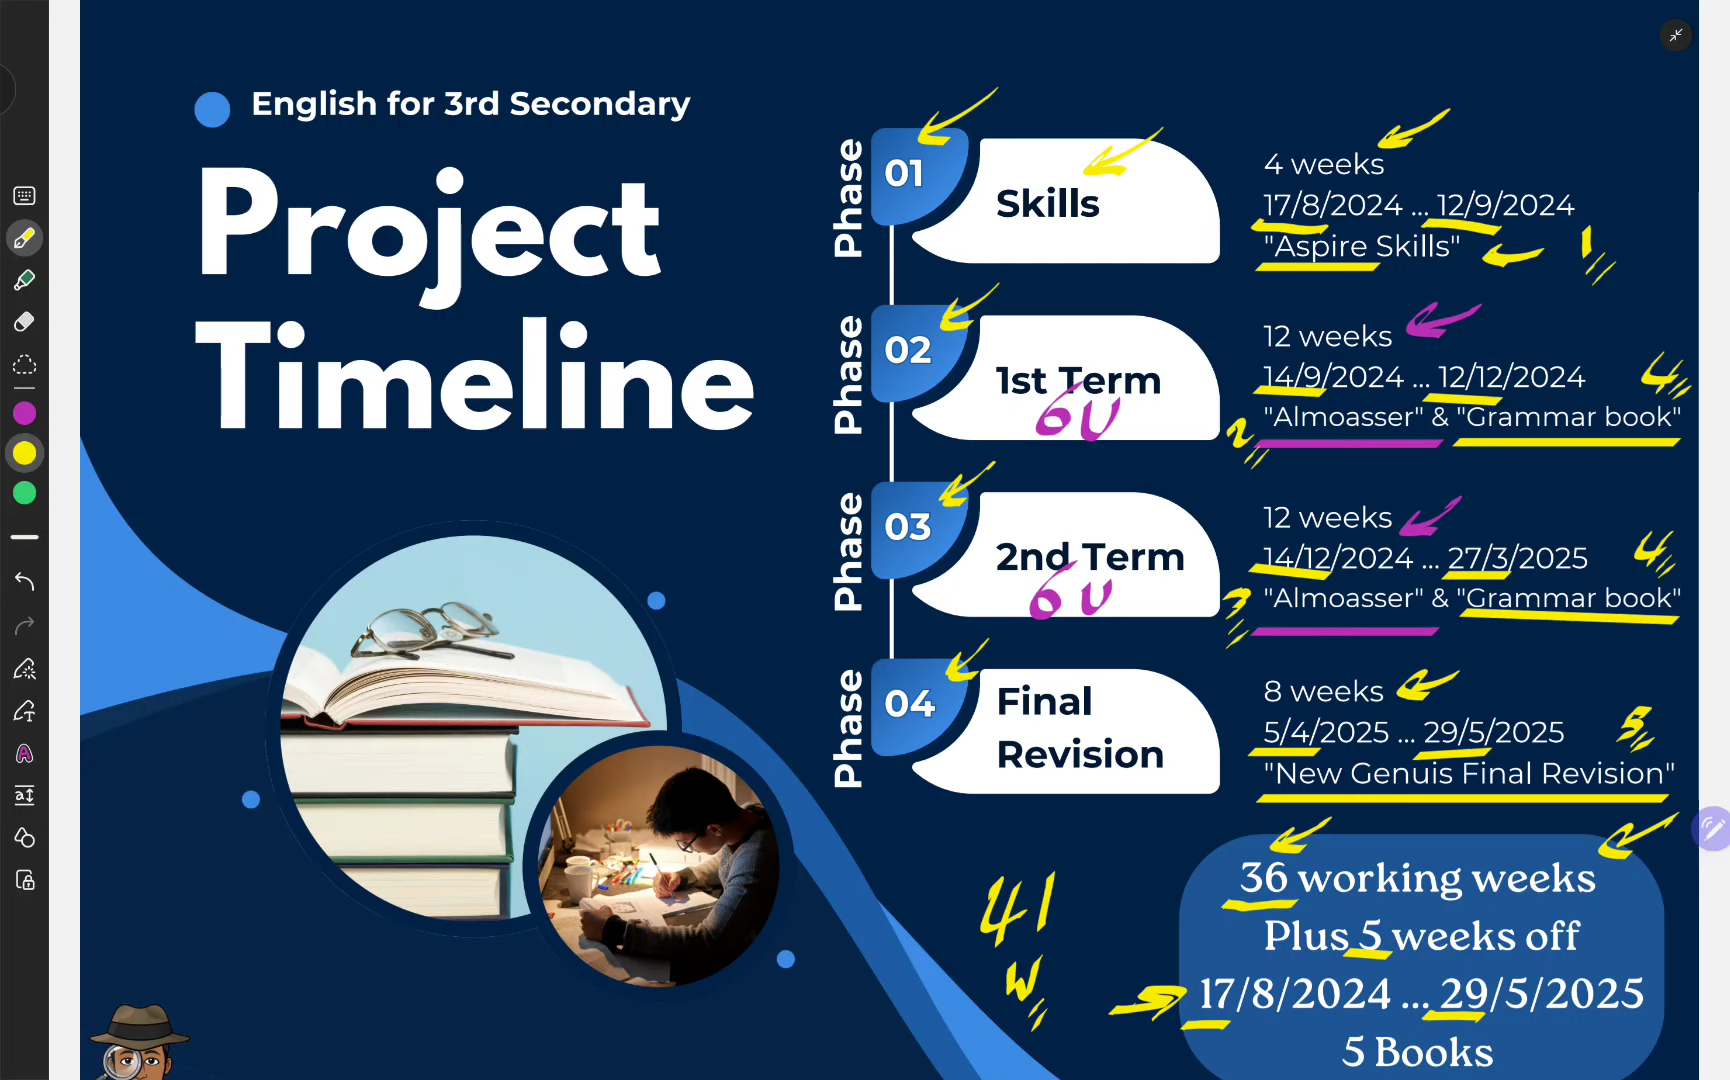 English for 3rd Secondary
Project
Timeline
Phase
01
Skills
4 weeks
17/8/2024 ... 12/9/2024
"Aspire Skills"
1
Phase
02
1st Term
6U
12 weeks
14/9/2024 ... 12/12/2024
4
"Almoasser" & "Grammar book"
2
Phase
03
2nd Term
6U
12 weeks
14/12/2024 ... 27/3/2025
4
"Almoasser" & "Grammar book"
Phase
04
Final
Revision
8 weeks
5/4/2025 ... 29/5/2025
5
"New Genuis Final Revision"
36 working weeks
Plus 5 weeks off
17/8/2024 ... 29/5/2025
5 Books
41
W